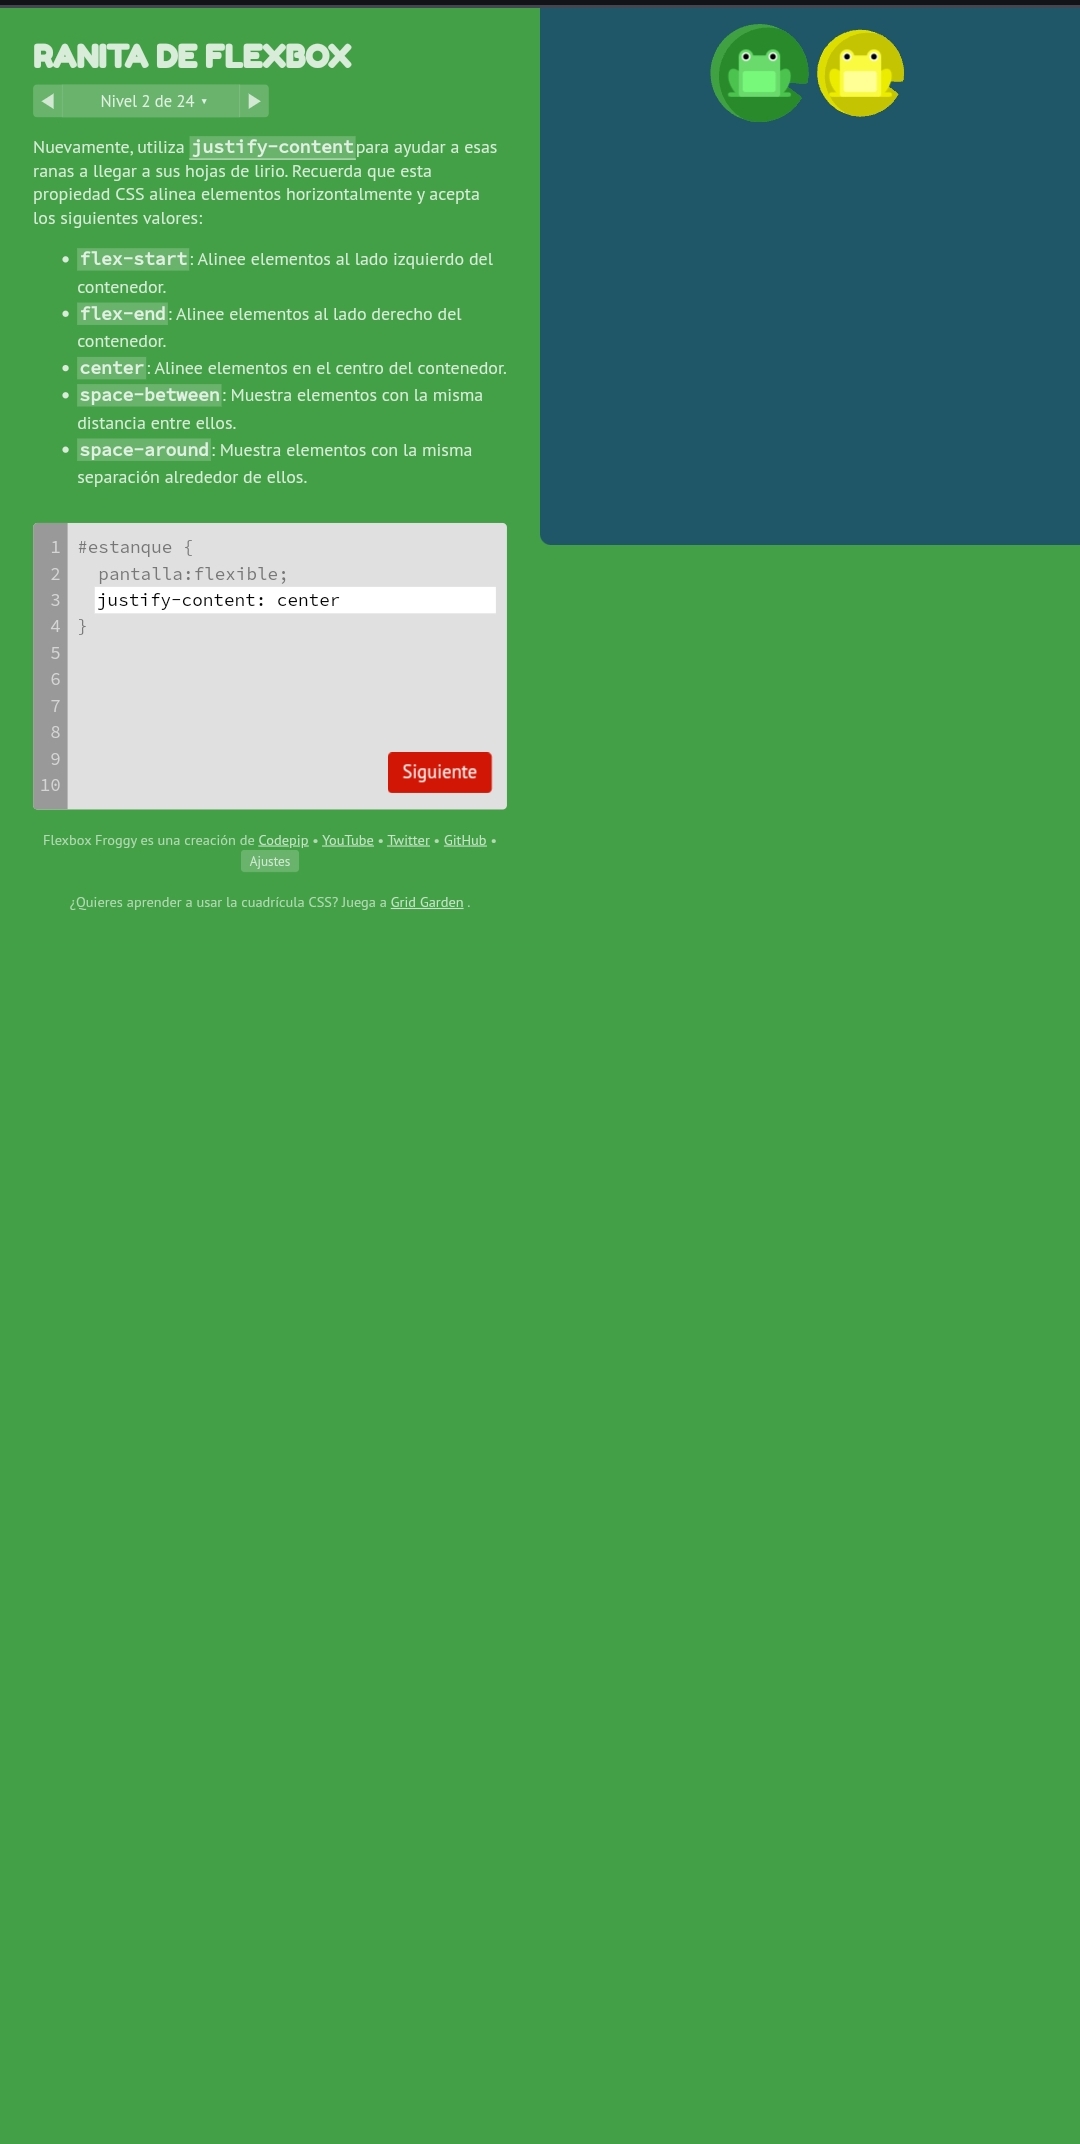 RANITA DE FLEXBOX
Nivel 2 de 24 ▾
Nuevamente, utiliza justify-content para ayudar a esas
ranas a llegar a sus hojas de lirio. Recuerda que esta
propiedad CSS alinea elementos horizontalmente y acepta
los siguientes valores:
• flex-start: Alinee elementos al lado izquierdo del
contenedor.
• flex-end: Alinee elementos al lado derecho del
contenedor.
• center: Alinee elementos en el centro del contenedor.
• space-between: Muestra elementos con la misma
distancia entre ellos.
• space-around: Muestra elementos con la misma
separación alrededor de ellos.
1 #estanque {
2 pantalla:flexible;
3 justify-content: center
4 }
5
6
7
8
9
10
Siguiente
Flexbox Froggy es una creación de Codepip • YouTube • Twitter • GitHub •
Ajustes
¿Quieres aprender a usar la cuadrícula CSS? Juega a Grid Garden .